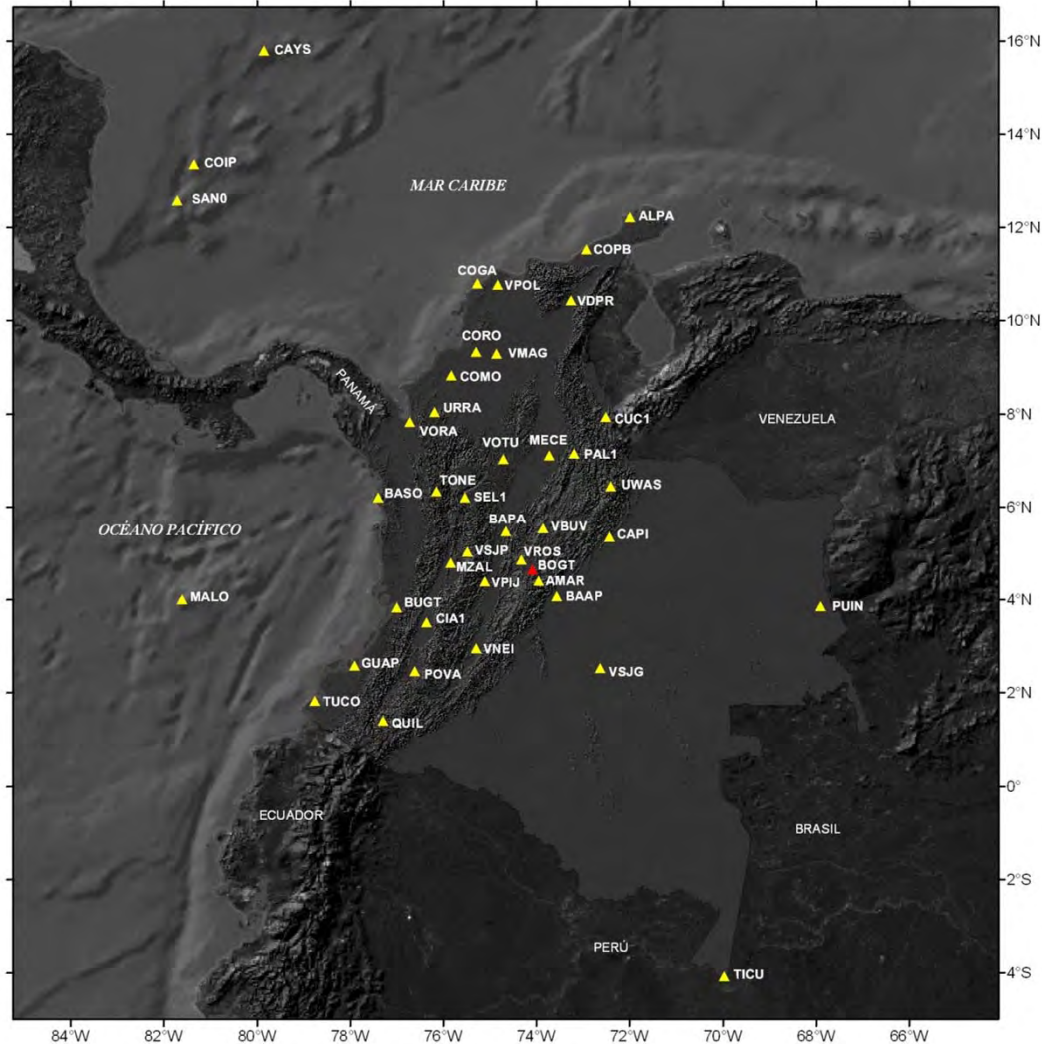 16°N
CAYS
14°N
COIP
MAR CARIBE
SAN0
ALPA
12°N
COPB
COGA
VPOL
VDPR
10°N
CORO
VMAG
COMO
PANAMÁ
URRA
8°N
CUC1
VENEZUELA
VORA
VOTU
MECE
PAL1
TONE
UWAS
BASO
SEL1
6°N
OCÉANO PACÍFICO
BAPA
VBUV
CAPI
VSJP
VROS
MZAL
BOGT
VPIJ
AMAR
MALO
BAAP
4°N
BUGT
PUIN
CIA1
VNEI
GUAP
POVA
VSJG
2°N
TUCO
QUIL
0°
ECUADOR
BRASIL
2°S
PERÚ
4°S
TICU
84°W 82°W 80°W 78°W 76°W 74°W 72°W 70°W 68°W 66°W